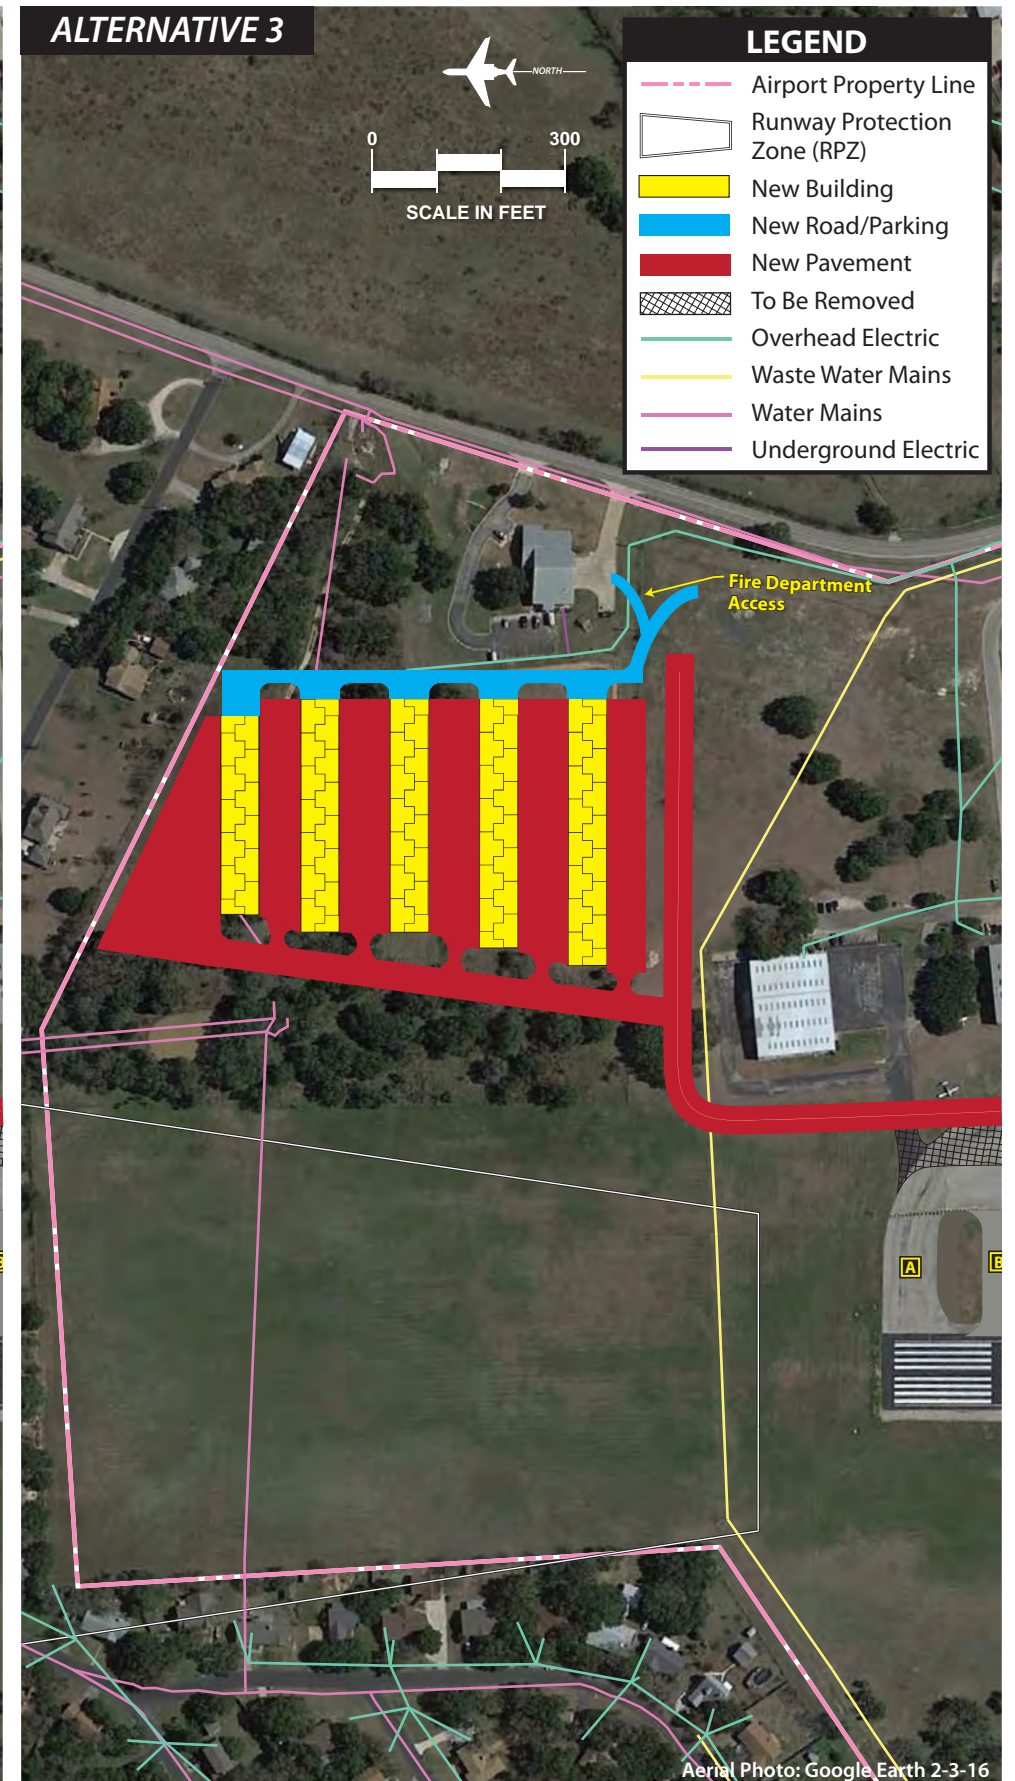 ALTERNATIVE 3
NORTH
0 300
SCALE IN FEET
LEGEND
Airport Property Line
Runway Protection
Zone (RPZ)
New Building
New Road/Parking
New Pavement
To Be Removed
Overhead Electric
Waste Water Mains
Water Mains
Underground Electric
Fire Department
Access
A
B
Aerial Photo: Google Earth 2-3-16